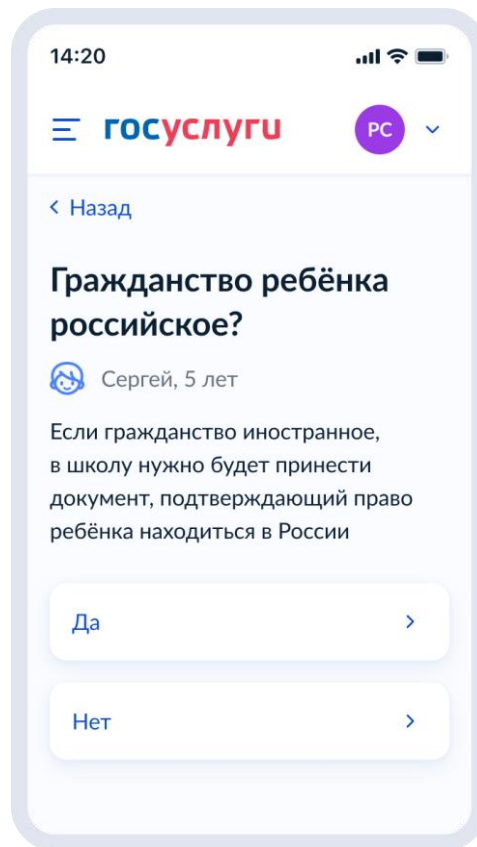 14:20
госуслуги
РС
Назад
Гражданство ребёнка
российское?
Сергей, 5 лет
Если гражданство иностранное,
в школу нужно будет принести
документ, подтверждающий право
ребёнка находиться в России
Да
Нет